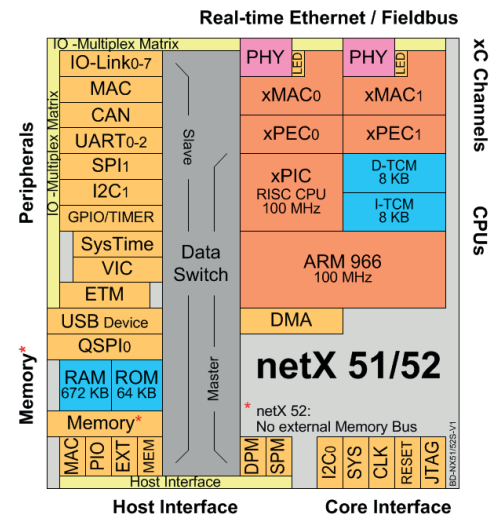 Real-time Ethernet / Fieldbus
IO -Multiplex Matrix
IO-Link0-7
MAC
CAN
UART0-2
SPI1
I2C1
GPIO/TIMER
SysTime
VIC
ETM
USB Device
QSPI0
RAM
672 KB
ROM
64 KB
Memory*
MAC
PIO
EXT
MEM
IO -Multiplex Matrix
Peripherals
Memory*
Slave
Data
Switch
Master
PHY
LED
PHY
LED
xMAC0
xMAC1
xPEC0
xPEC1
xPIC
RISC CPU
100 MHz
D-TCM
8 KB
I-TCM
8 KB
ARM 966
100 MHz
DMA
netX 51/52
* netX 52:
No external Memory Bus
DPM
SPM
I2C0
SYS
CLK
RESET
JTAG
BD-NX51/52S-V1
xC Channels
CPUs
Host Interface
Host Interface
Core Interface